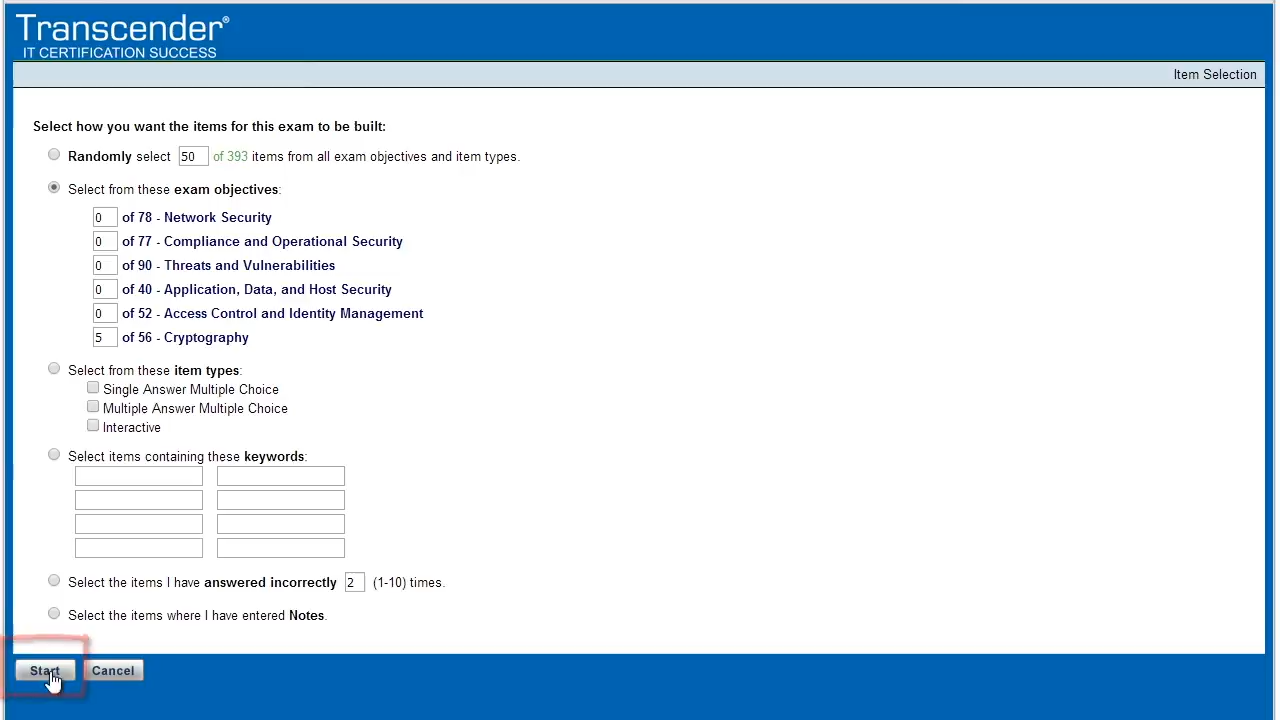 Transcender®
IT CERTIFICATION SUCCESS
Item Selection
Select how you want the items for this exam to be built:
Randomly select 50 of 393 items from all exam objectives and item types.
Select from these exam objectives:
0 of 78 - Network Security
0 of 77 - Compliance and Operational Security
0 of 90 - Threats and Vulnerabilities
0 of 40 - Application, Data, and Host Security
0 of 52 - Access Control and Identity Management
5 of 56 - Cryptography
Select from these item types:
Single Answer Multiple Choice
Multiple Answer Multiple Choice
Interactive
Select items containing these keywords:
Select the items I have answered incorrectly 2 (1-10) times.
Select the items where I have entered Notes.
Start Cancel